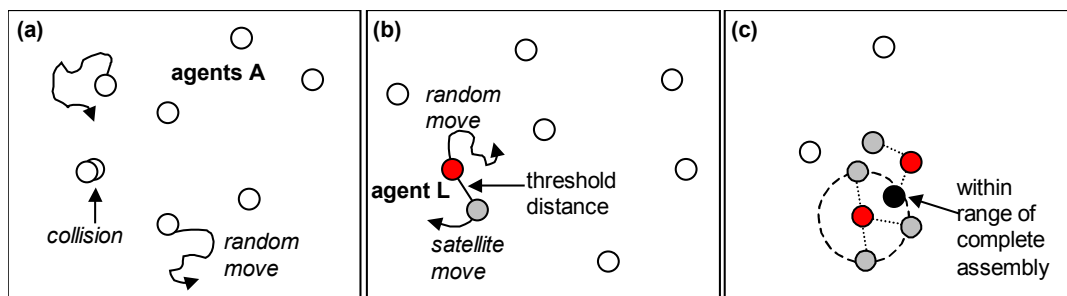 (a)
agents A
collision
random
move
(b)
random
move
agent L
threshold
distance
satellite
move
(c)
within
range of
complete
assembly